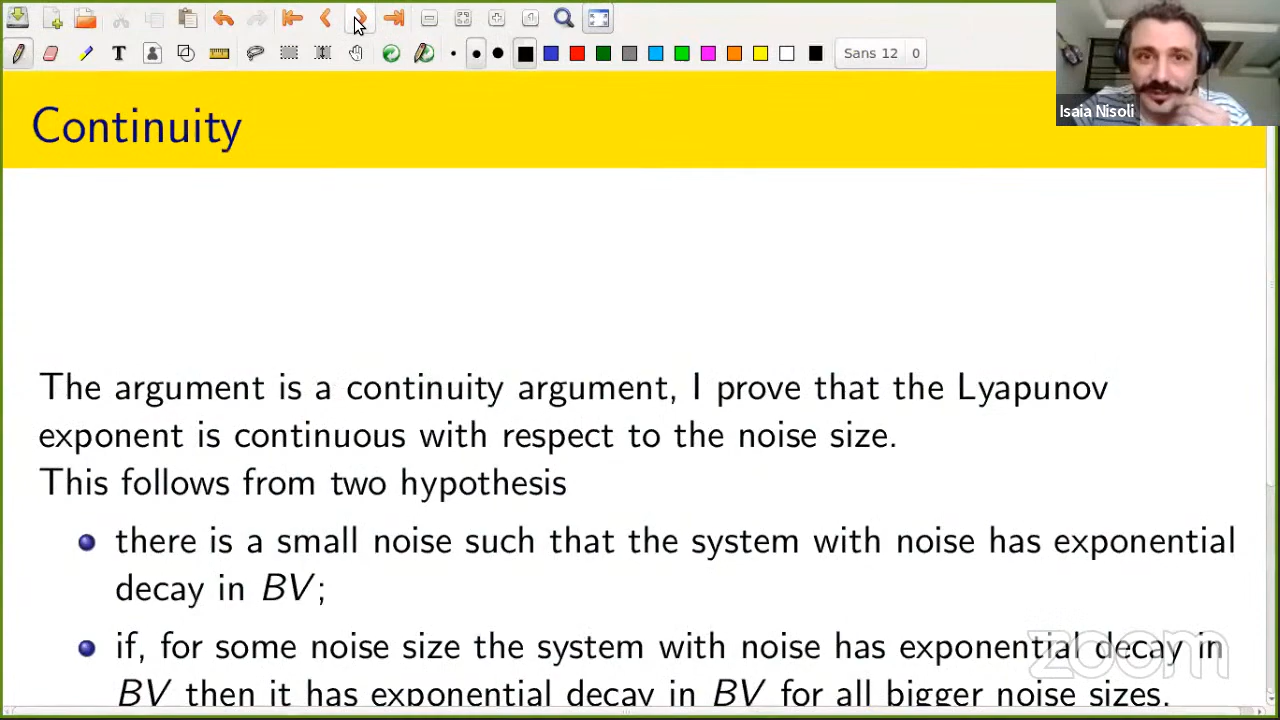 Sans 12 0
Isaia Nisoli
Continuity
The argument is a continuity argument, I prove that the Lyapunov
exponent is continuous with respect to the noise size.
This follows from two hypothesis
there is a small noise such that the system with noise has exponential
decay in BV;
if, for some noise size the system with noise has exponential decay in
BV then it has exponential decay in BV for all bigger noise sizes.
zoom